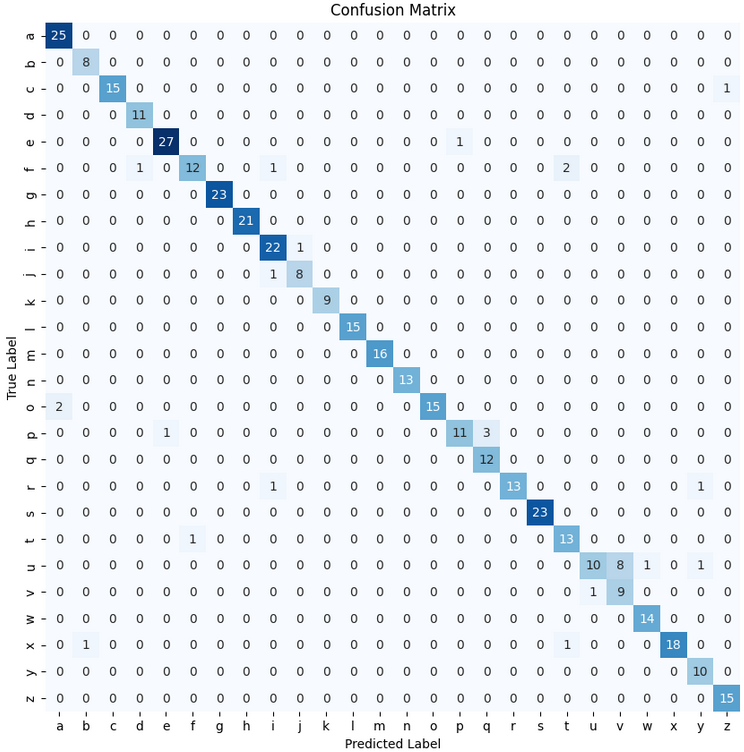 Confusion Matrix
True Label
a 25 0 0 0 0 0 0 0 0 0 0 0 0 0 0 0 0 0 0 0 0 0 0 0 0 0
b 0 8 0 0 0 0 0 0 0 0 0 0 0 0 0 0 0 0 0 0 0 0 0 0 0 0
c 0 0 15 0 0 0 0 0 0 0 0 0 0 0 0 0 0 0 0 0 0 0 0 0 0 1
d 0 0 0 11 0 0 0 0 0 0 0 0 0 0 0 0 0 0 0 0 0 0 0 0 0 0
e 0 0 0 0 27 0 0 0 0 0 0 0 0 0 0 1 0 0 0 0 0 0 0 0 0 0
f 0 0 0 1 0 12 0 0 1 0 0 0 0 0 0 0 0 0 0 2 0 0 0 0 0 0
g 0 0 0 0 0 0 23 0 0 0 0 0 0 0 0 0 0 0 0 0 0 0 0 0 0 0
h 0 0 0 0 0 0 0 21 0 0 0 0 0 0 0 0 0 0 0 0 0 0 0 0 0 0
i 0 0 0 0 0 0 0 0 22 1 0 0 0 0 0 0 0 0 0 0 0 0 0 0 0 0
j 0 0 0 0 0 0 0 0 1 8 0 0 0 0 0 0 0 0 0 0 0 0 0 0 0 0
k 0 0 0 0 0 0 0 0 0 0 9 0 0 0 0 0 0 0 0 0 0 0 0 0 0 0
l 0 0 0 0 0 0 0 0 0 0 0 15 0 0 0 0 0 0 0 0 0 0 0 0 0 0
m 0 0 0 0 0 0 0 0 0 0 0 0 16 0 0 0 0 0 0 0 0 0 0 0 0 0
n 0 0 0 0 0 0 0 0 0 0 0 0 0 13 0 0 0 0 0 0 0 0 0 0 0 0
o 2 0 0 0 0 0 0 0 0 0 0 0 0 0 15 0 0 0 0 0 0 0 0 0 0 0
p 0 0 0 0 1 0 0 0 0 0 0 0 0 0 0 11 3 0 0 0 0 0 0 0 0 0
q 0 0 0 0 0 0 0 0 0 0 0 0 0 0 0 0 12 0 0 0 0 0 0 0 0 0
r 0 0 0 0 0 0 0 0 1 0 0 0 0 0 0 0 0 13 0 0 0 0 0 0 1 0
s 0 0 0 0 0 0 0 0 0 0 0 0 0 0 0 0 0 0 23 0 0 0 0 0 0 0
t 0 0 0 0 0 1 0 0 0 0 0 0 0 0 0 0 0 0 0 13 0 0 0 0 0 0
u 0 0 0 0 0 0 0 0 0 0 0 0 0 0 0 0 0 0 0 0 10 8 1 0 1 0
v 0 0 0 0 0 0 0 0 0 0 0 0 0 0 0 0 0 0 0 0 1 9 0 0 0 0
w 0 0 0 0 0 0 0 0 0 0 0 0 0 0 0 0 0 0 0 0 0 0 14 0 0 0
x 0 1 0 0 0 0 0 0 0 0 0 0 0 0 0 0 0 0 0 1 0 0 0 18 0 0
y 0 0 0 0 0 0 0 0 0 0 0 0 0 0 0 0 0 0 0 0 0 0 0 0 10 0
z 0 0 0 0 0 0 0 0 0 0 0 0 0 0 0 0 0 0 0 0 0 0 0 0 0 15
a b c d e f g h i j k l m n o p q r s t u v w x y z
Predicted Label